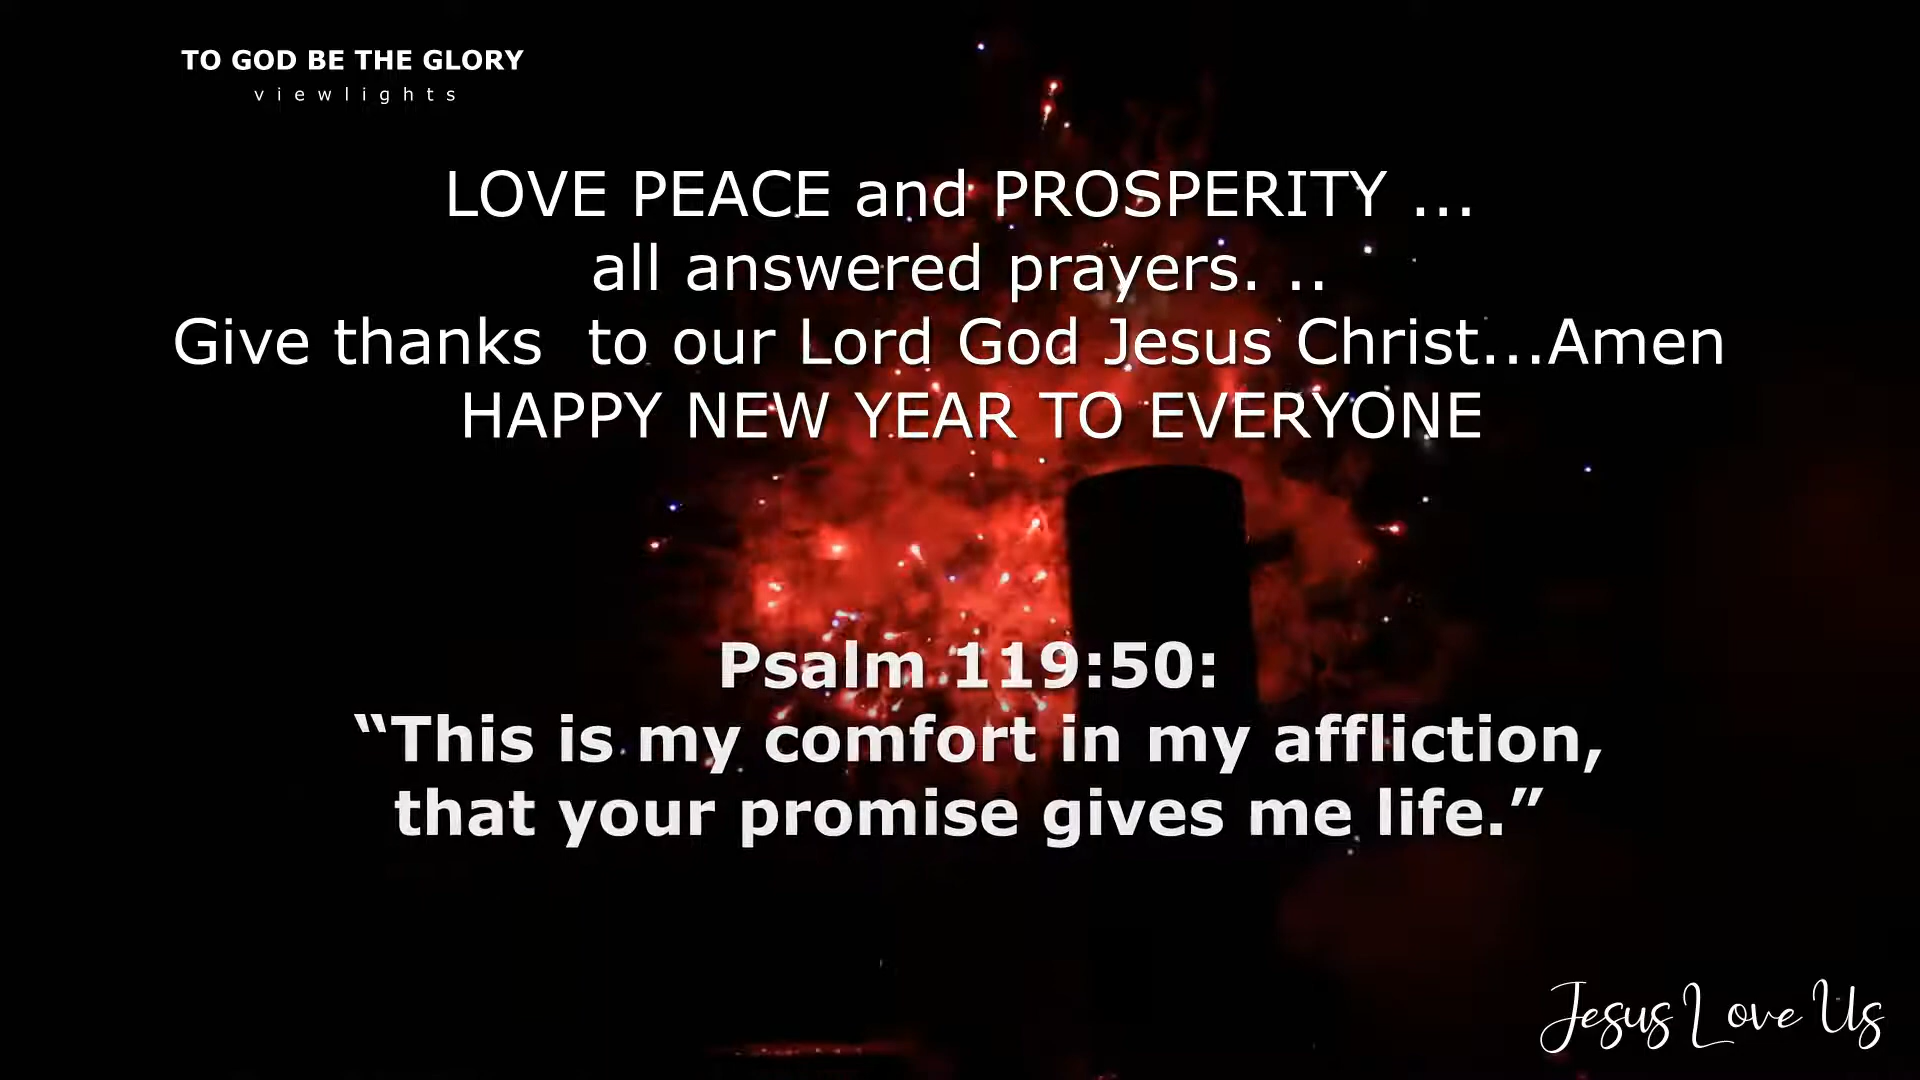 TO GOD BE THE GLORY
viewlights
LOVE PEACE and PROSPERITY ...
all answered prayers. ..
Give thanks  to our Lord God Jesus Christ...Amen
HAPPY NEW YEAR TO EVERYONE
Psalm 119:50:
“This is my comfort in my affliction,
that your promise gives me life.”
Jesus Love Us